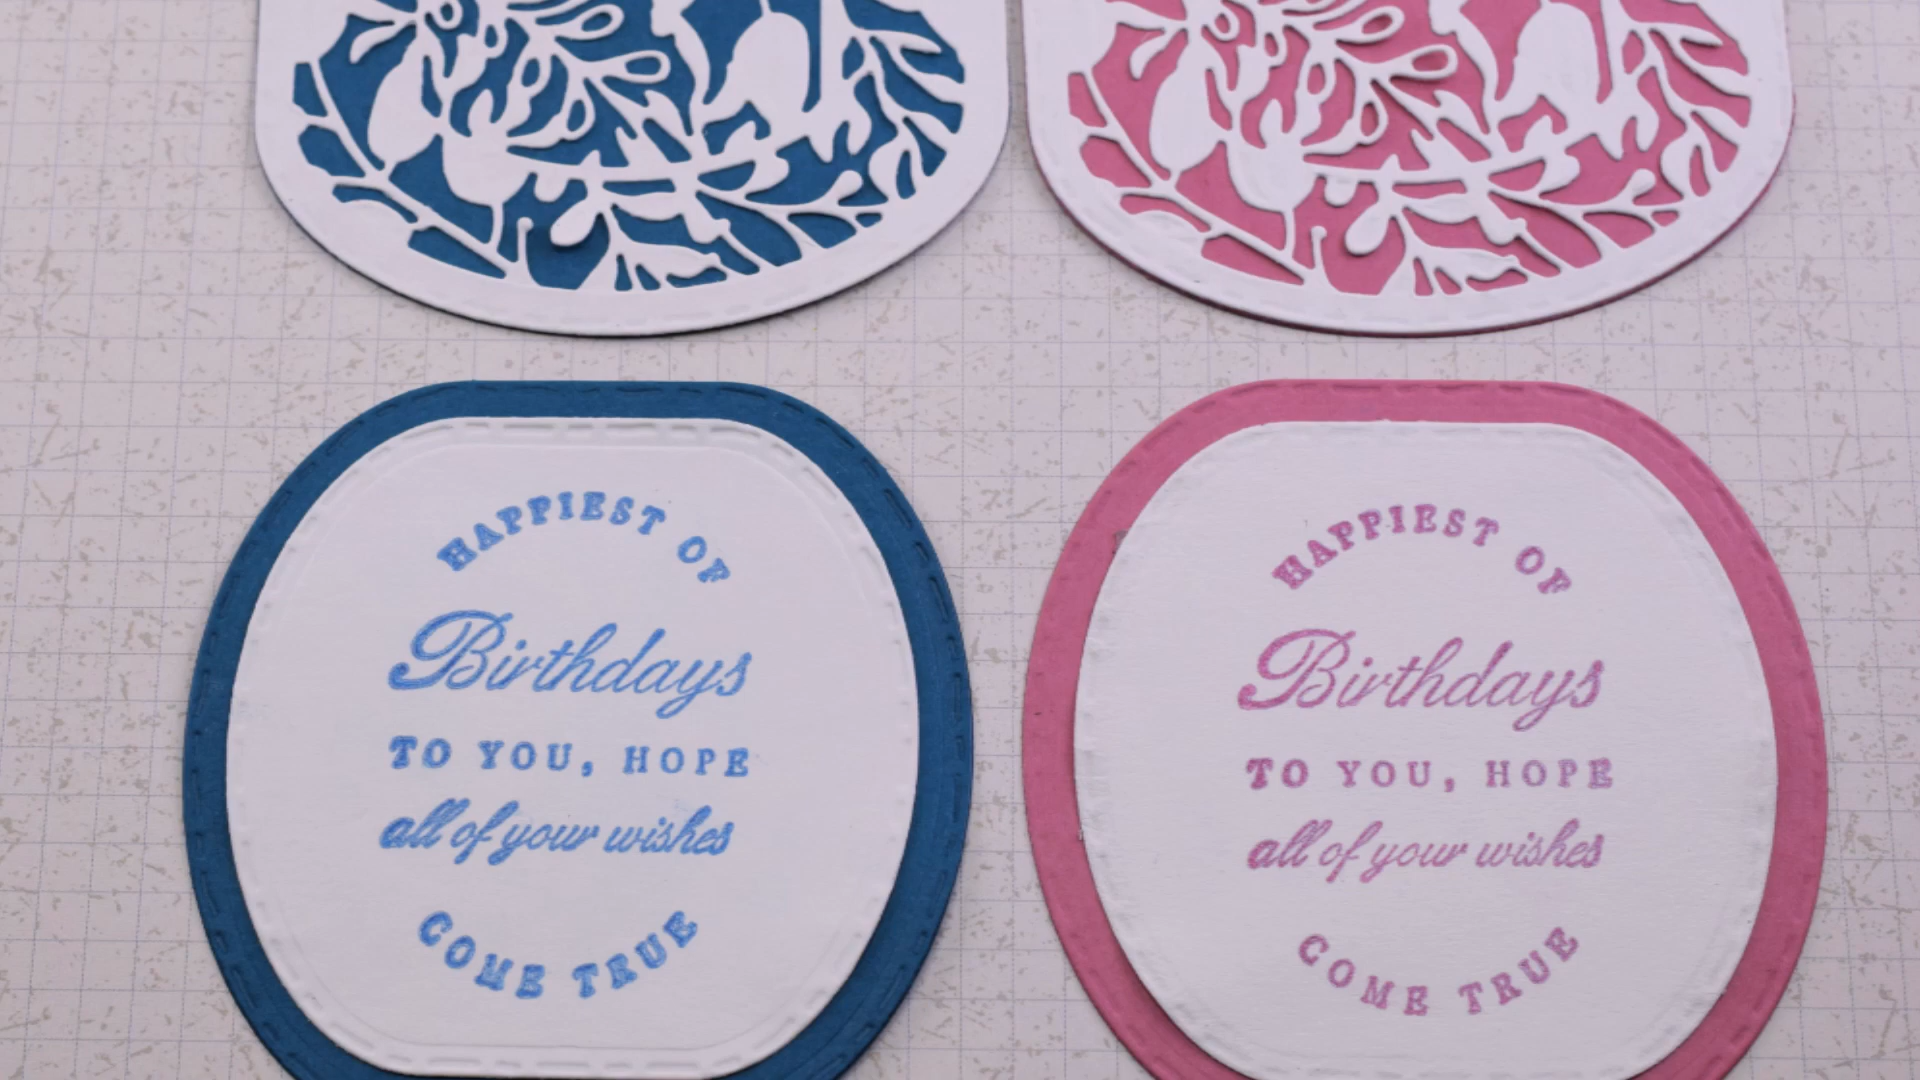 HAPPIEST OF
Birthdays
TO YOU, HOPE
all of your wishes
COME TRUE
HAPPIEST OF
Birthdays
TO YOU, HOPE
all of your wishes
COME TRUE